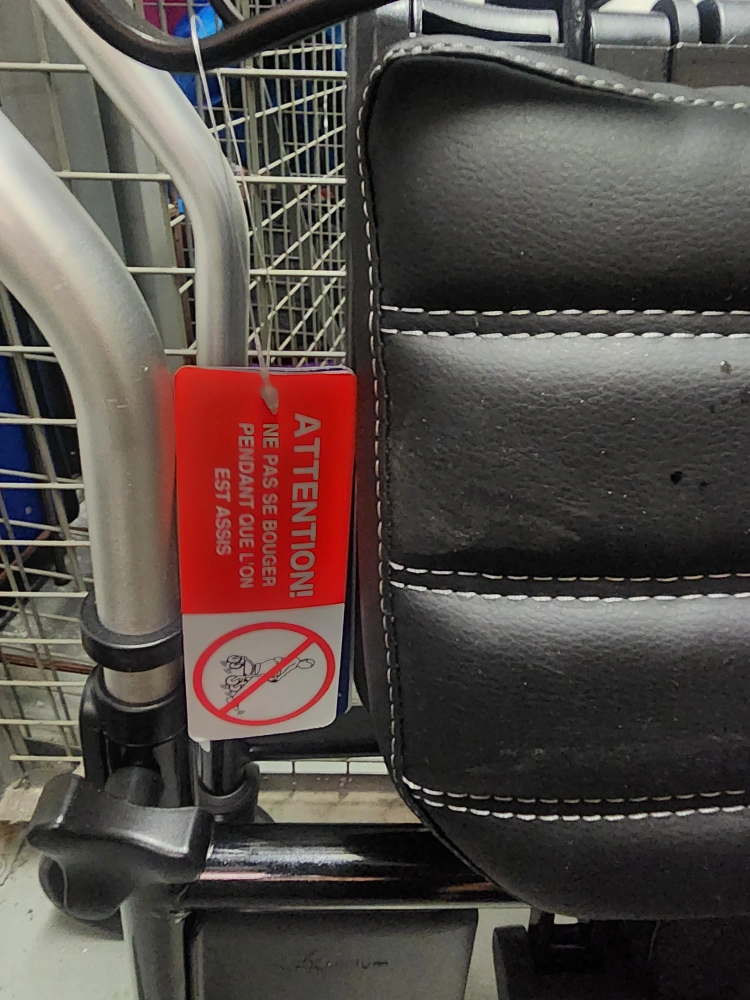 ATTENTION!
NE PAS SE BOUGER
PENDANT QUE L'ON
EST ASSIS